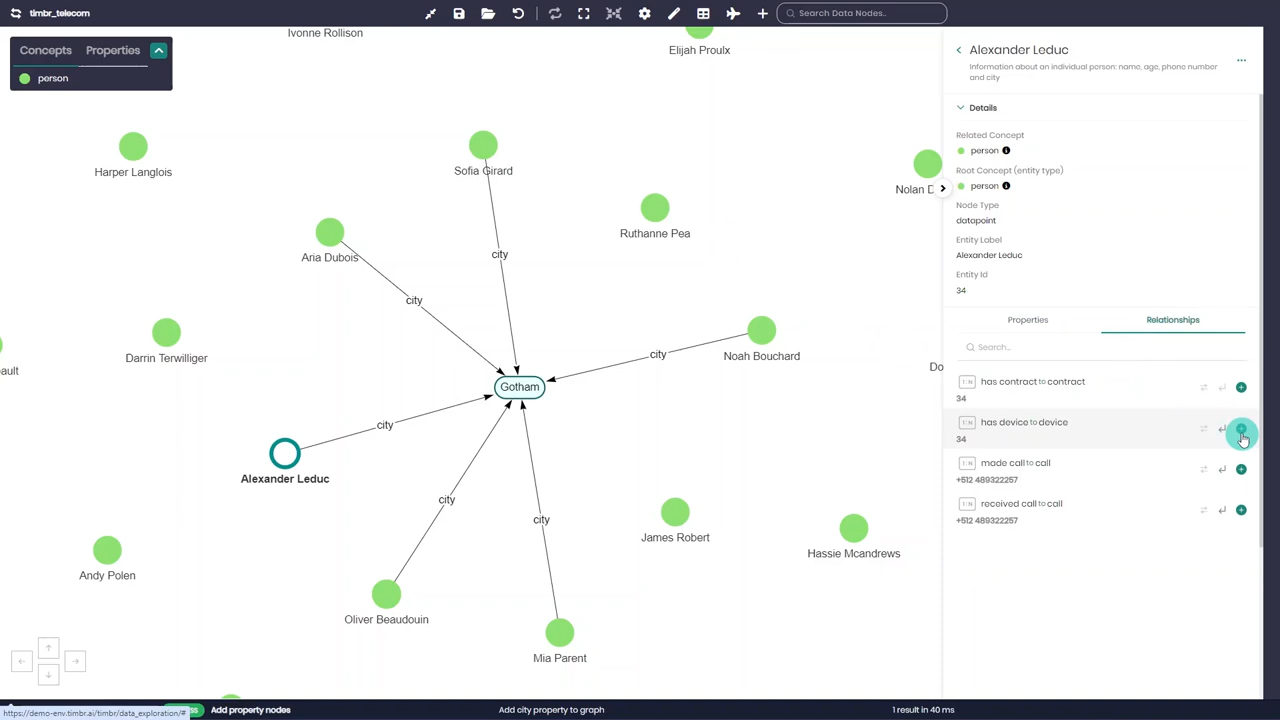 timbr_telecom
Search Data Nodes..
Concepts Properties
person
Ivonne Rollison
Elijah Proulx
Harper Langlois
Sofia Girard
Nolan D
Ruthanne Pea
Aria Dubois
city
city
Darrin Terwilliger
city
Noah Bouchard
ault
Do
Gotham
city
Alexander Leduc
city
city
James Robert
Hassie Mcandrews
Andy Polen
Oliver Beaudouin
Mia Parent
Alexander Leduc
Information about an individual person: name, age, phone number
and city
Details
Related Concept
person
Root Concept (entity type)
person
Node Type
datapoint
Entity Label
Alexander Leduc
Entity Id
34
Properties Relationships
Search...
1:N has contract to contract
34
1:N has device to device
34
1:N made call to call
+512 489322257
1:N received call to call
+512 489322257
https://demo-env.timbr.ai/timbr/data_exploration/#
Add property nodes
Add city property to graph
1 result in 40 ms